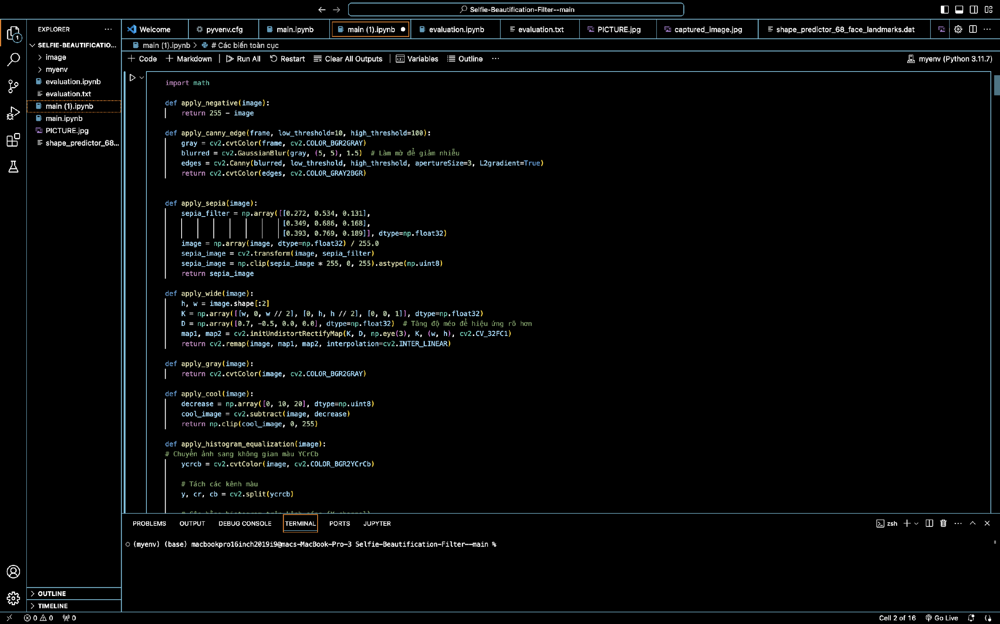 Selfie-Beautification-Filter--main
EXPLORER
SELFIE-BEAUTIFICATIO...
image
myenv
evaluation.ipynb
evaluation.txt
main (1).ipynb
main.ipynb
PICTURE.jpg
shape_predictor_68...
OUTLINE
TIMELINE
Welcome pyvenv.cfg main.ipynb main (1).ipynb evaluation.ipynb evaluation.txt PICTURE.jpg captured_image.jpg shape_predictor_68_face_landmarks.dat
main (1).ipynb > # Các biến toàn cục
Code Markdown Run All Restart Clear All Outputs Variables Outline myenv (Python 3.11.7)
import math
def apply_negative(image):
return 255 - image
def apply_canny_edge(frame, low_threshold=10, high_threshold=100):
gray = cv2.cvtColor(frame, cv2.COLOR_BGR2GRAY)
blurred = cv2.GaussianBlur(gray, (5, 5), 1.5)  # Làm mờ để giảm nhiễu
edges = cv2.Canny(blurred, low_threshold, high_threshold, apertureSize=3, L2gradient=True)
return cv2.cvtColor(edges, cv2.COLOR_GRAY2BGR)
def apply_sepia(image):
sepia_filter = np.array([[0.272, 0.534, 0.131],
[0.349, 0.686, 0.168],
[0.393, 0.769, 0.189]], dtype=np.float32)
image = np.array(image, dtype=np.float32) / 255.0
sepia_image = cv2.transform(image, sepia_filter)
sepia_image = np.clip(sepia_image * 255, 0, 255).astype(np.uint8)
return sepia_image
def apply_wide(image):
h, w = image.shape[:2]
K = np.array([[w, 0, w // 2], [0, h, h // 2], [0, 0, 1]], dtype=np.float32)
D = np.array([0.7, -0.5, 0.0, 0.0], dtype=np.float32)  # Tăng độ méo để hiệu ứng rõ hơn
map1, map2 = cv2.initUndistortRectifyMap(K, D, np.eye(3), K, (w, h), cv2.CV_32FC1)
return cv2.remap(image, map1, map2, interpolation=cv2.INTER_LINEAR)
def apply_gray(image):
return cv2.cvtColor(image, cv2.COLOR_BGR2GRAY)
def apply_cool(image):
decrease = np.array([0, 10, 20], dtype=np.uint8)
cool_image = cv2.subtract(image, decrease)
return np.clip(cool_image, 0, 255)
def apply_histogram_equalization(image):
# Chuyển ảnh sang không gian màu YCrCb
ycrcb = cv2.cvtColor(image, cv2.COLOR_BGR2YCrCb)
# Tách các kênh màu
y, cr, cb = cv2.split(ycrcb)
PROBLEMS OUTPUT DEBUG CONSOLE TERMINAL PORTS JUPYTER zsh
(myenv) (base) macbookpro16inch2019i9@macs-MacBook-Pro-3 Selfie-Beautification-Filter--main %
0 0 0 Cell 2 of 16 Go Live